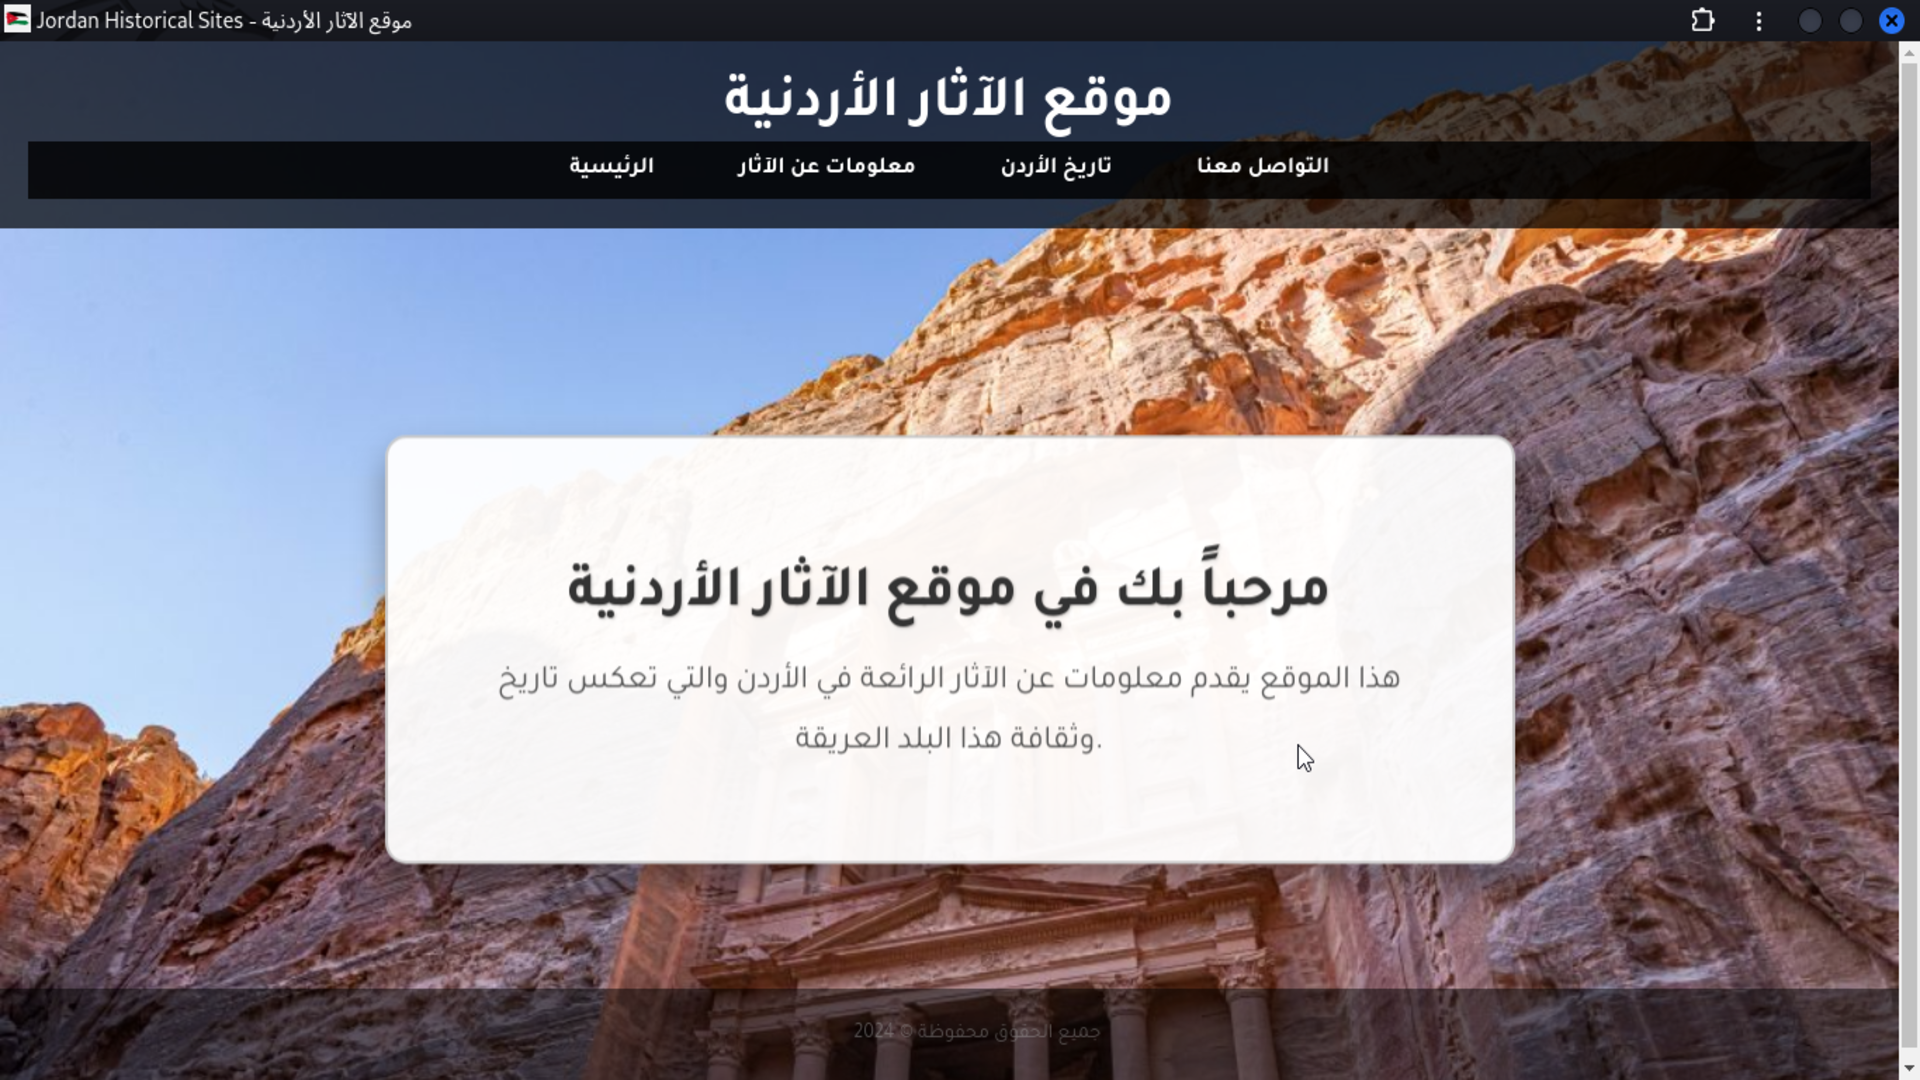 Jordan Historical Sites - موقع الآثار الأردنية
موقع الآثار الأردنية
الرئيسية
معلومات عن الآثار
تاريخ الأردن
التواصل معنا
مرحباً بك في موقع الآثار الأردنية
هذا الموقع يقدم معلومات عن الآثار الرائعة في الأردن والتي تعكس تاريخ
وثقافة هذا البلد العريقة.
جميع الحقوق محفوظة © 2024